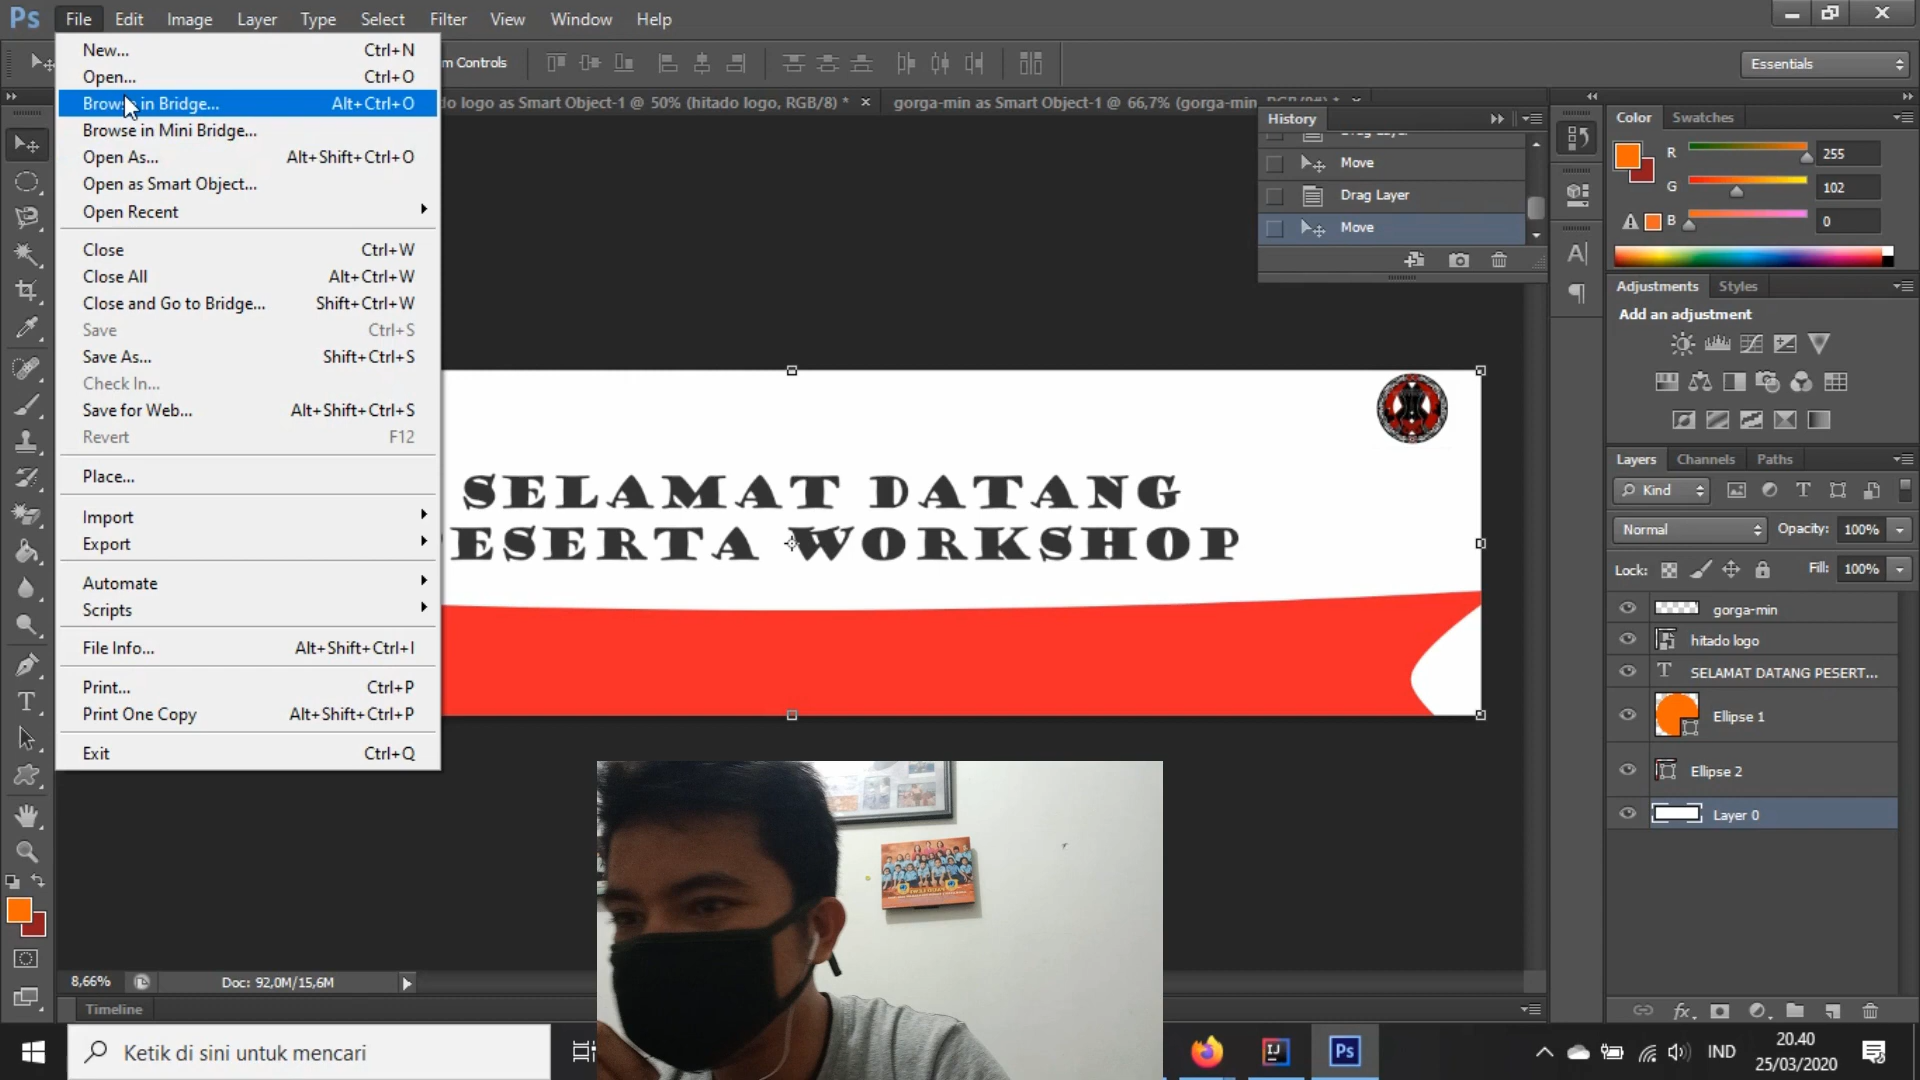 Ps File Edit Image Layer Type Select Filter View Window Help
m Controls
Essentials
do logo as Smart Object-1 @ 50% (hitado logo, RGB/8) * × gorga-min as Smart Object-1 @ 66,7% (gorga-min, RGB/8#) * ×
New... Ctrl+N
Open... Ctrl+O
Browse in Bridge... Alt+Ctrl+O
Browse in Mini Bridge...
Open As... Alt+Shift+Ctrl+O
Open as Smart Object...
Open Recent
Close Ctrl+W
Close All Alt+Ctrl+W
Close and Go to Bridge... Shift+Ctrl+W
Save Ctrl+S
Save As... Shift+Ctrl+S
Check In...
Save for Web... Alt+Shift+Ctrl+S
Revert F12
Place...
Import
Export
Automate
Scripts
File Info... Alt+Shift+Ctrl+I
Print... Ctrl+P
Print One Copy Alt+Shift+Ctrl+P
Exit Ctrl+Q
SELAMAT DATANG
ESERTA WORKSHOP
History
Drag Layer
Move
Drag Layer
Move
Color Swatches
R 255
G 102
B 0
Adjustments Styles
Add an adjustment
Layers Channels Paths
Kind
Normal Opacity: 100%
Lock: Fill: 100%
gorga-min
hitado logo
SELAMAT DATANG PESERT...
Ellipse 1
Ellipse 2
Layer 0
8,66% Doc: 92,0M/15,6M
Timeline
Ketik di sini untuk mencari
IJ
Ps
IND
20.40
25/03/2020